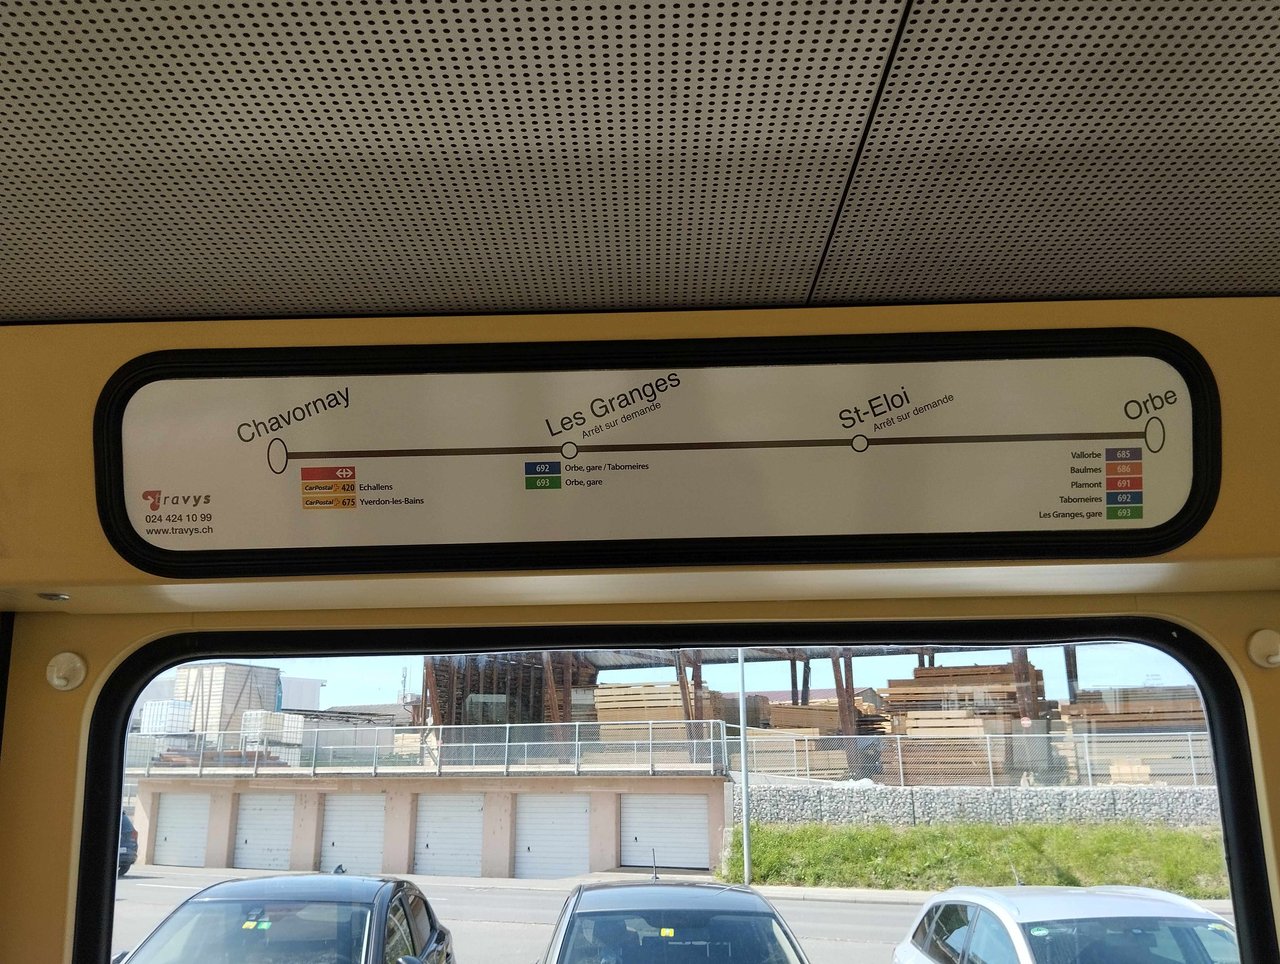 Chavornay
Les Granges
Arrêt sur demande
St-Eloi
Arrêt sur demande
Orbe
CarPostal 420 Echallens
CarPostal 675 Yverdon-les-Bains
692 Orbe, gare / Taborneires
693 Orbe, gare
Vallorbe 685
Baulmes 686
Plamont 691
Taborneires 692
Les Granges, gare 693
travys
024 424 10 99
www.travys.ch